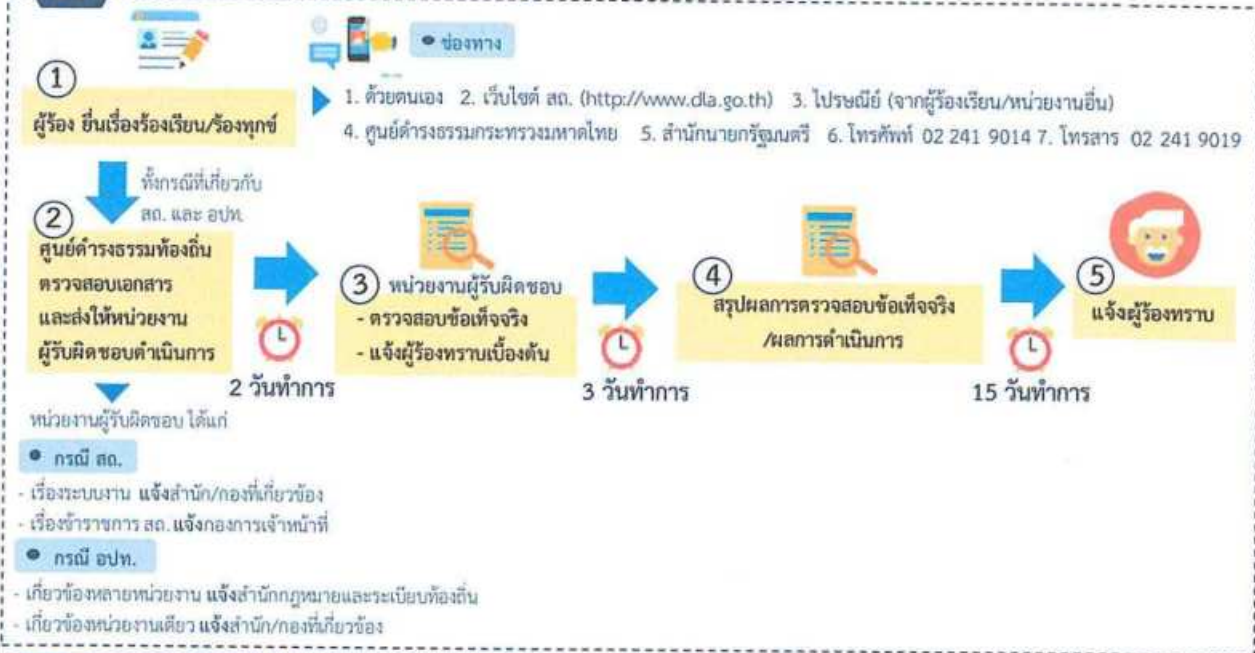 ช่องทาง
1
ผู้ร้อง ยื่นเรื่องร้องเรียน/ร้องทุกข์
1. ด้วยตนเอง 2. เว็บไซต์ สถ. (http://www.dla.go.th) 3. ไปรษณีย์ (จากผู้ร้องเรียน/หน่วยงานอื่น)
4. ศูนย์ดำรงธรรมกระทรวงมหาดไทย 5. สำนักนายกรัฐมนตรี 6. โทรศัพท์ 02 241 9014 7. โทรสาร 02 241 9019
ทั้งกรณีที่เกี่ยวกับ
สถ. และ อปท.
2
ศูนย์ดำรงธรรมท้องถิ่น
ตรวจสอบเอกสาร
และส่งให้หน่วยงาน
ผู้รับผิดชอบดำเนินการ
2 วันทำการ
3 หน่วยงานผู้รับผิดชอบ
- ตรวจสอบข้อเท็จจริง
- แจ้งผู้ร้องทราบเบื้องต้น
3 วันทำการ
4
สรุปผลการตรวจสอบข้อเท็จจริง
/ผลการดำเนินการ
15 วันทำการ
5
แจ้งผู้ร้องทราบ
หน่วยงานผู้รับผิดชอบ ได้แก่
กรณี สถ.
- เรื่องระบบงาน แจ้งสำนัก/กองที่เกี่ยวข้อง
- เรื่องข้าราชการ สถ. แจ้งกองการเจ้าหน้าที่
กรณี อปท.
- เกี่ยวข้องหลายหน่วยงาน แจ้งสำนักกฎหมายและระเบียบท้องถิ่น
- เกี่ยวข้องหน่วยงานเดียว แจ้งสำนัก/กองที่เกี่ยวข้อง